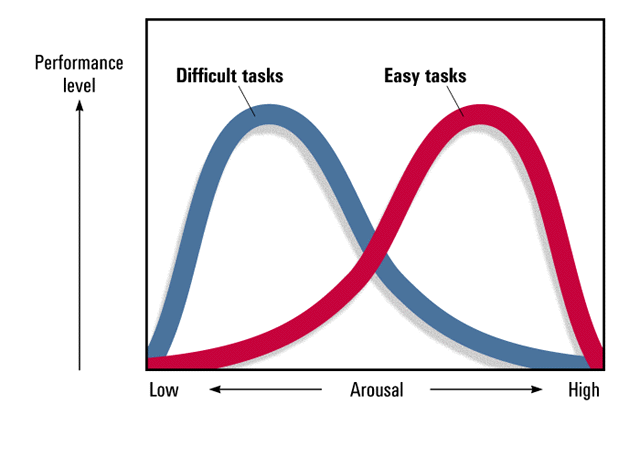 Performance
level
Difficult tasks
Easy tasks
Low
Arousal
High